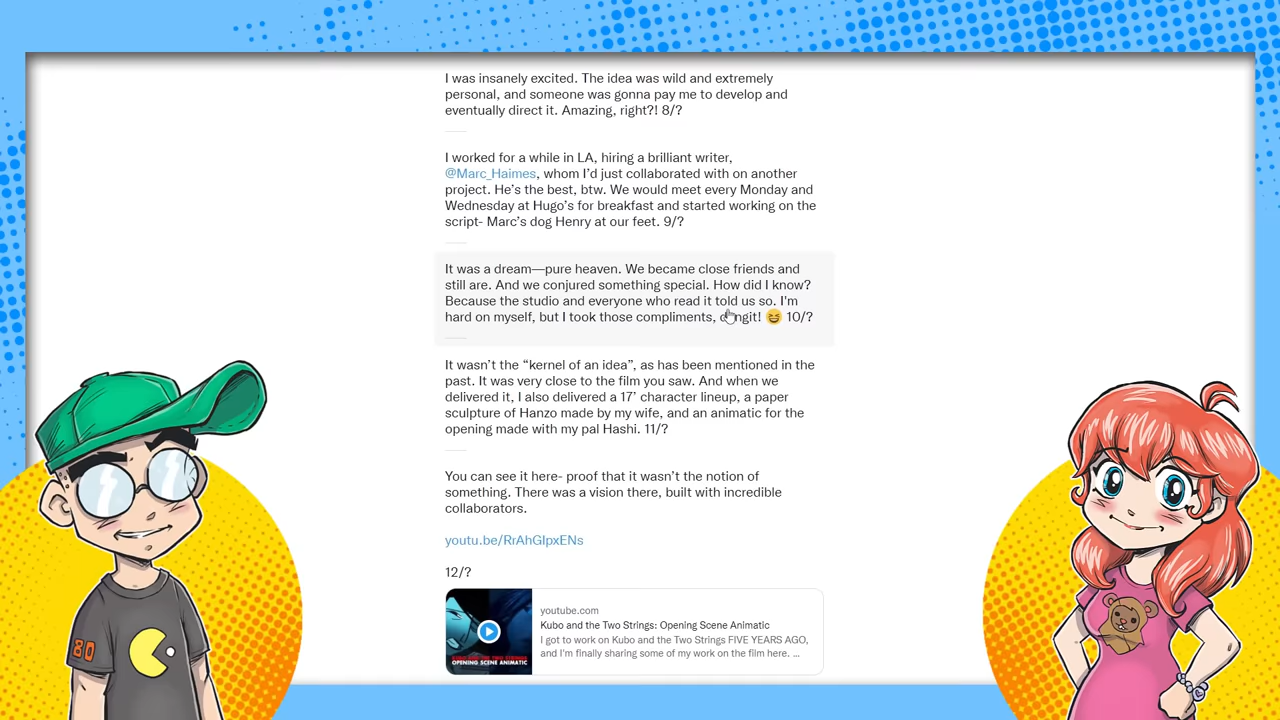 I was insanely excited. The idea was wild and extremely
personal, and someone was gonna pay me to develop and
eventually direct it. Amazing, right?! 8/?
I worked for a while in LA, hiring a brilliant writer,
@Marc_Haimes, whom I’d just collaborated with on another
project. He’s the best, btw. We would meet every Monday and
Wednesday at Hugo’s for breakfast and started working on the
script- Marc’s dog Henry at our feet. 9/?
It was a dream—pure heaven. We became close friends and
still are. And we conjured something special. How did I know?
Because the studio and everyone who read it told us so. I'm
hard on myself, but I took those compliments, 😆 10/?
It wasn’t the “kernel of an idea”, as has been mentioned in the
past. It was very close to the film you saw. And when we
delivered it, I also delivered a 17’ character lineup, a paper
sculpture of Hanzo made by my wife, and an animatic for the
opening made with my pal Hashi. 11/?
You can see it here- proof that it wasn’t the notion of
something. There was a vision there, built with incredible
collaborators.
youtu.be/RrAhGIpxENs
12/?
youtube.com
Kubo and the Two Strings: Opening Scene Animatic
I got to work on Kubo and the Two Strings FIVE YEARS AGO,
and I'm finally sharing some of my work on the film here. ...
KUBO AND THE TWO STRINGS
OPENING SCENE ANIMATIC
80